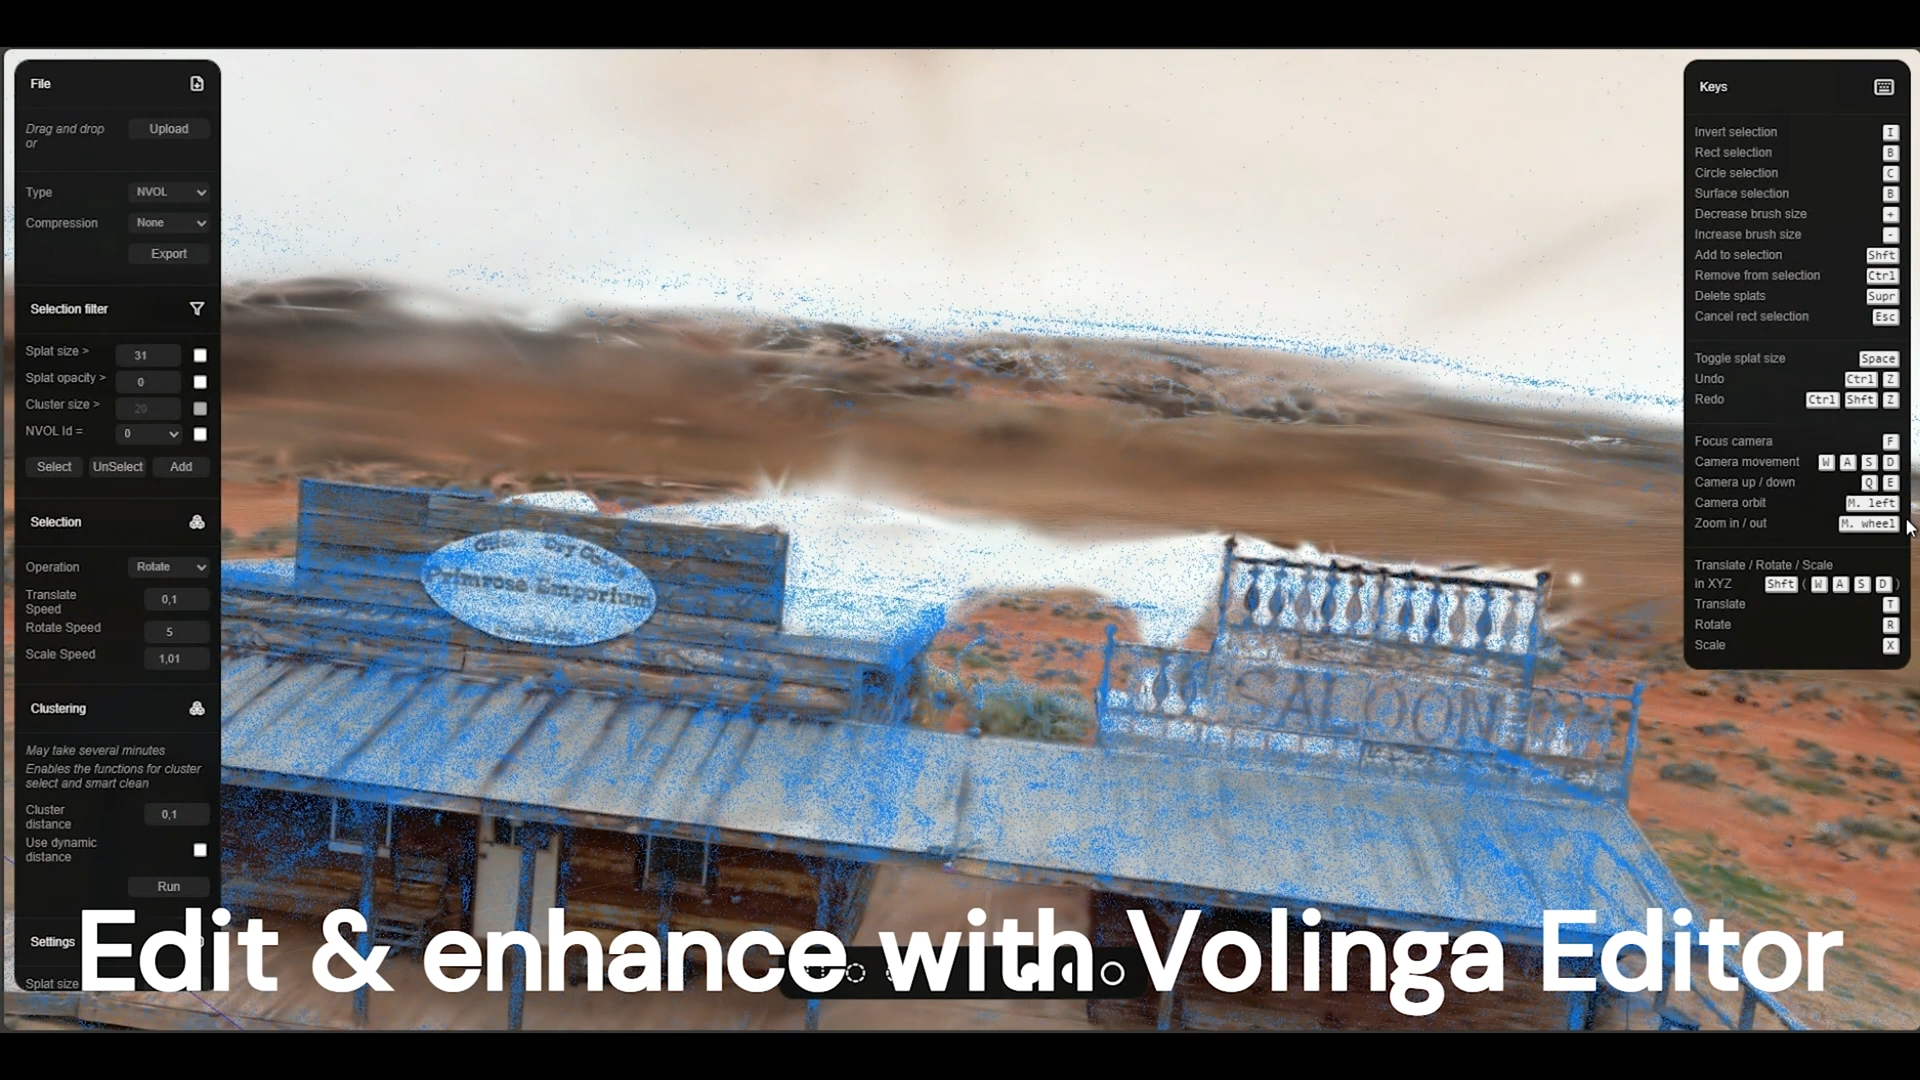 File
Drag and drop
or
Upload
Type
NVOL
Compression
None
Export
Selection filter
Splat size >
31
Splat opacity >
0
Cluster size >
20
NVOL Id =
0
Select
UnSelect
Add
Selection
Operation
Rotate
Translate
Speed
0,1
Rotate Speed
5
Scale Speed
1,01
Clustering
May take several minutes
Enables the functions for cluster
select and smart clean
Cluster
distance
0,1
Use dynamic
distance
Run
Settings
Splat size
Primrose Emporium
SALOON
Keys
Invert selection I
Rect selection B
Circle selection C
Surface selection B
Decrease brush size +
Increase brush size -
Add to selection Shft
Remove from selection Ctrl
Delete splats Supr
Cancel rect selection Esc
Toggle splat size Space
Undo Ctrl Z
Redo Ctrl Shft Z
Focus camera F
Camera movement W A S D
Camera up / down Q E
Camera orbit M. left
Zoom in / out M. wheel
Translate / Rotate / Scale
in XYZ Shft ( W A S D )
Translate T
Rotate R
Scale X
Edit & enhance with Volinga Editor